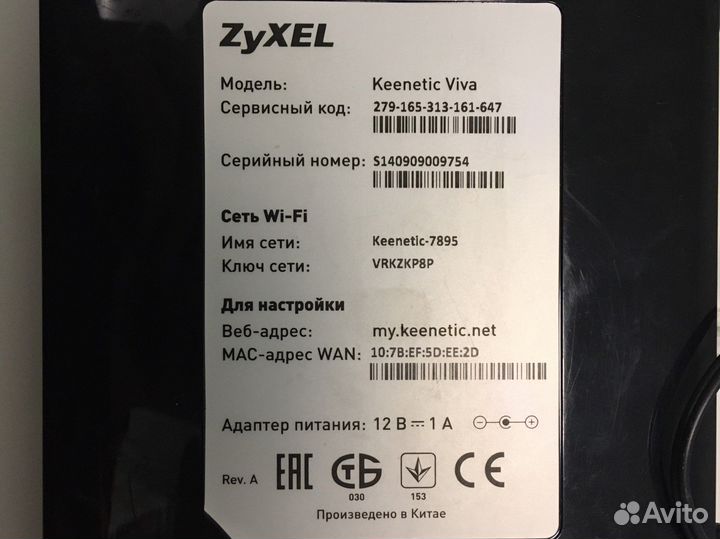 ZyXEL
Модель: Keenetic Viva
Сервисный код: 279-165-313-161-647
Серийный номер: S140909009754
Сеть Wi-Fi
Имя сети: Keenetic-7895
Ключ сети: VRKZKP8P
Для настройки
Веб-адрес: my.keenetic.net
MAC-адрес WAN: 10:7B:EF:5D:EE:2D
Адаптер питания: 12 В 1 А
Rev. A EAC СТБ CE
030 153
Произведено в Китае
Avito